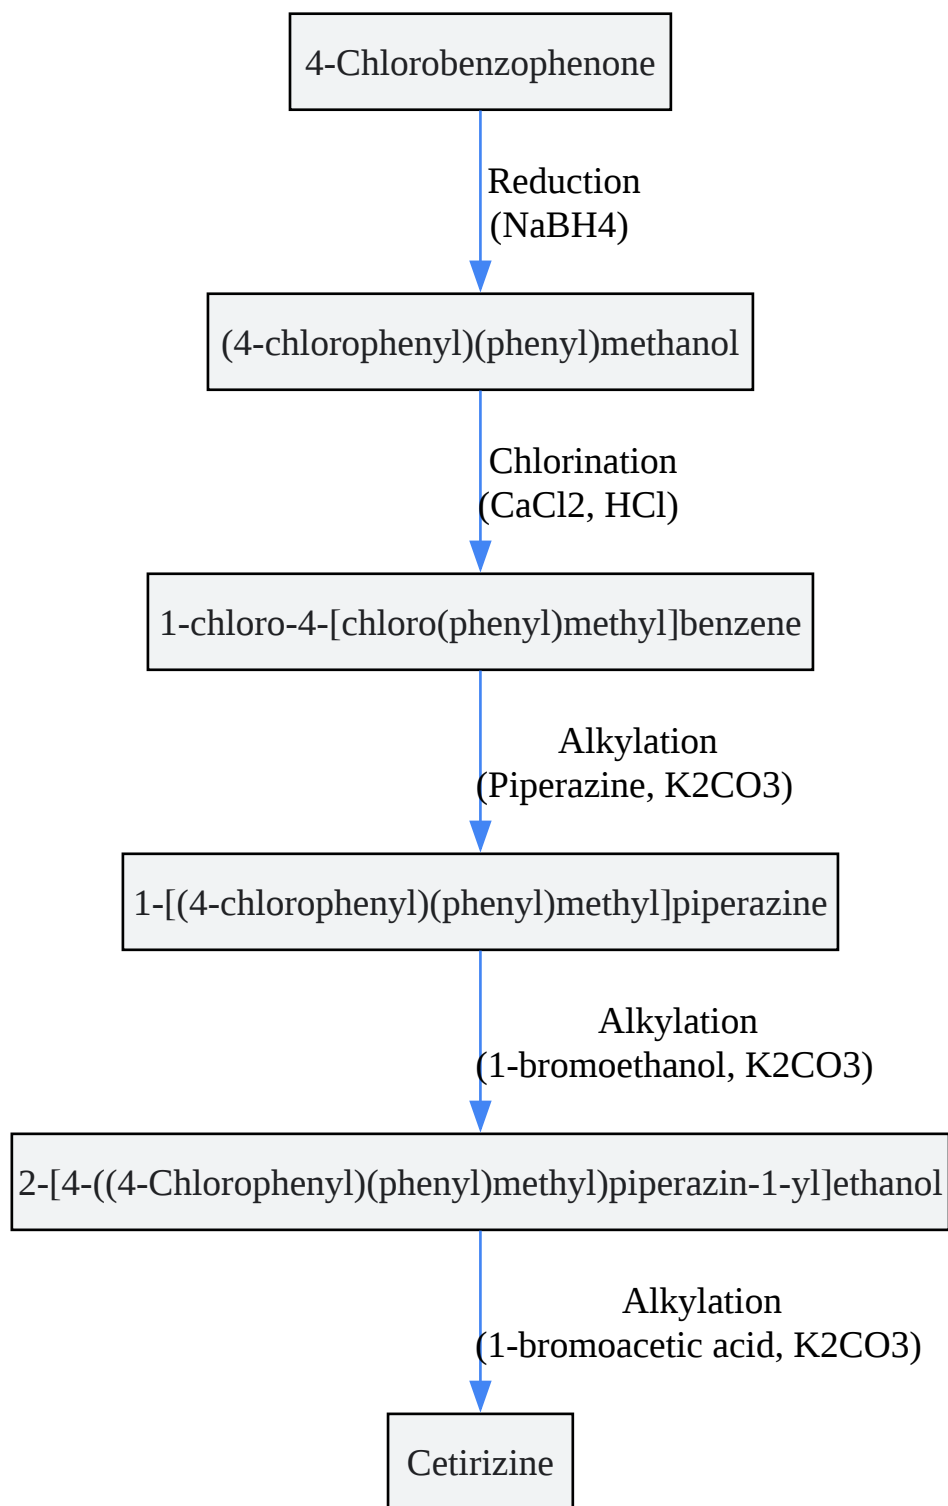 4-Chlorobenzophenone
Reduction
(NaBH4)
(4-chlorophenyl)(phenyl)methanol
Chlorination
(CaCl2, HCl)
1-chloro-4-[chloro(phenyl)methyl]benzene
Alkylation
(Piperazine, K2CO3)
1-[(4-chlorophenyl)(phenyl)methyl]piperazine
Alkylation
(1-bromoethanol, K2CO3)
2-[4-((4-Chlorophenyl)(phenyl)methyl)piperazin-1-yl]ethanol
Alkylation
(1-bromoacetic acid, K2CO3)
Cetirizine